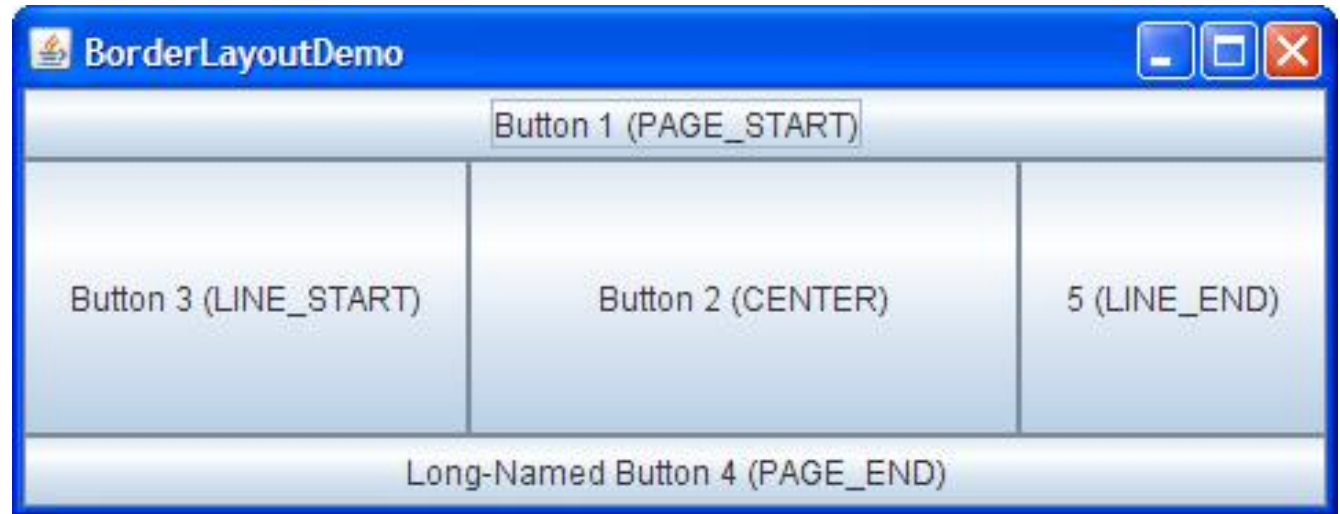 BorderLayoutDemo
Button 1 (PAGE_START)
Button 3 (LINE_START)
Button 2 (CENTER)
5 (LINE_END)
Long-Named Button 4 (PAGE_END)